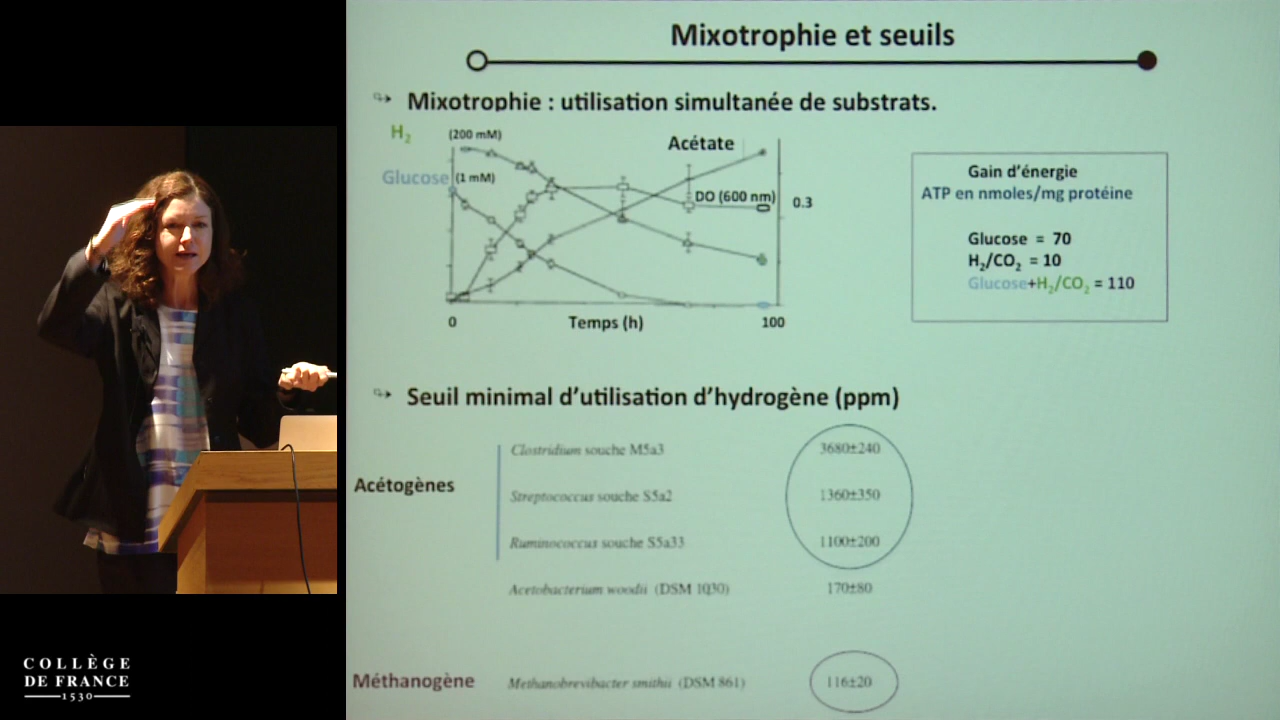 Mixotrophie et seuils
Mixotrophie : utilisation simultanée de substrats.
H2
(200 mM)
Glucose
(1 mM)
Acétate
DO (600 nm)
0.3
0
Temps (h)
100
Gain d'énergie
ATP en nmoles/mg protéine
Glucose = 70
H2/CO2 = 10
Glucose+H2/CO2 = 110
Seuil minimal d'utilisation d'hydrogène (ppm)
Acétogènes
Clostridium souche M5a3 3680±240
Streptococcus souche S5a2 1360±350
Ruminococcus souche S5a33 1100±200
Acetobacterium woodii (DSM 1030) 170±80
Méthanogène
Methanobrevibacter smithii (DSM 861) 116±20
COLLÈGE
DE FRANCE
1530